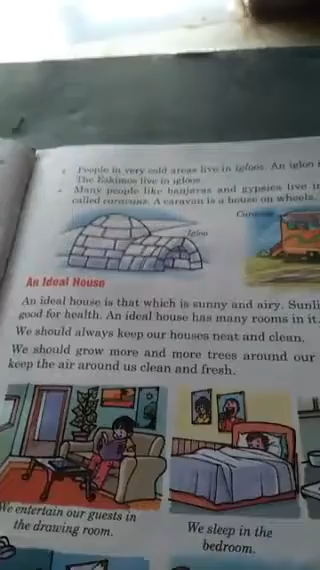 People in very cold areas live in igloos. An igloo
The Eskimos live in igloos.
Many people like banjaras and gypsies live
called caravans. A caravan is a house on wheels.
Caravan
Igloo
An Ideal House
An ideal house is that which is sunny and airy. Sunli
good for health. An ideal house has many rooms in it.
We should always keep our houses neat and clean.
We should grow more and more trees around our
keep the air around us clean and fresh.
We entertain our guests in
the drawing room.
We sleep in the
bedroom.